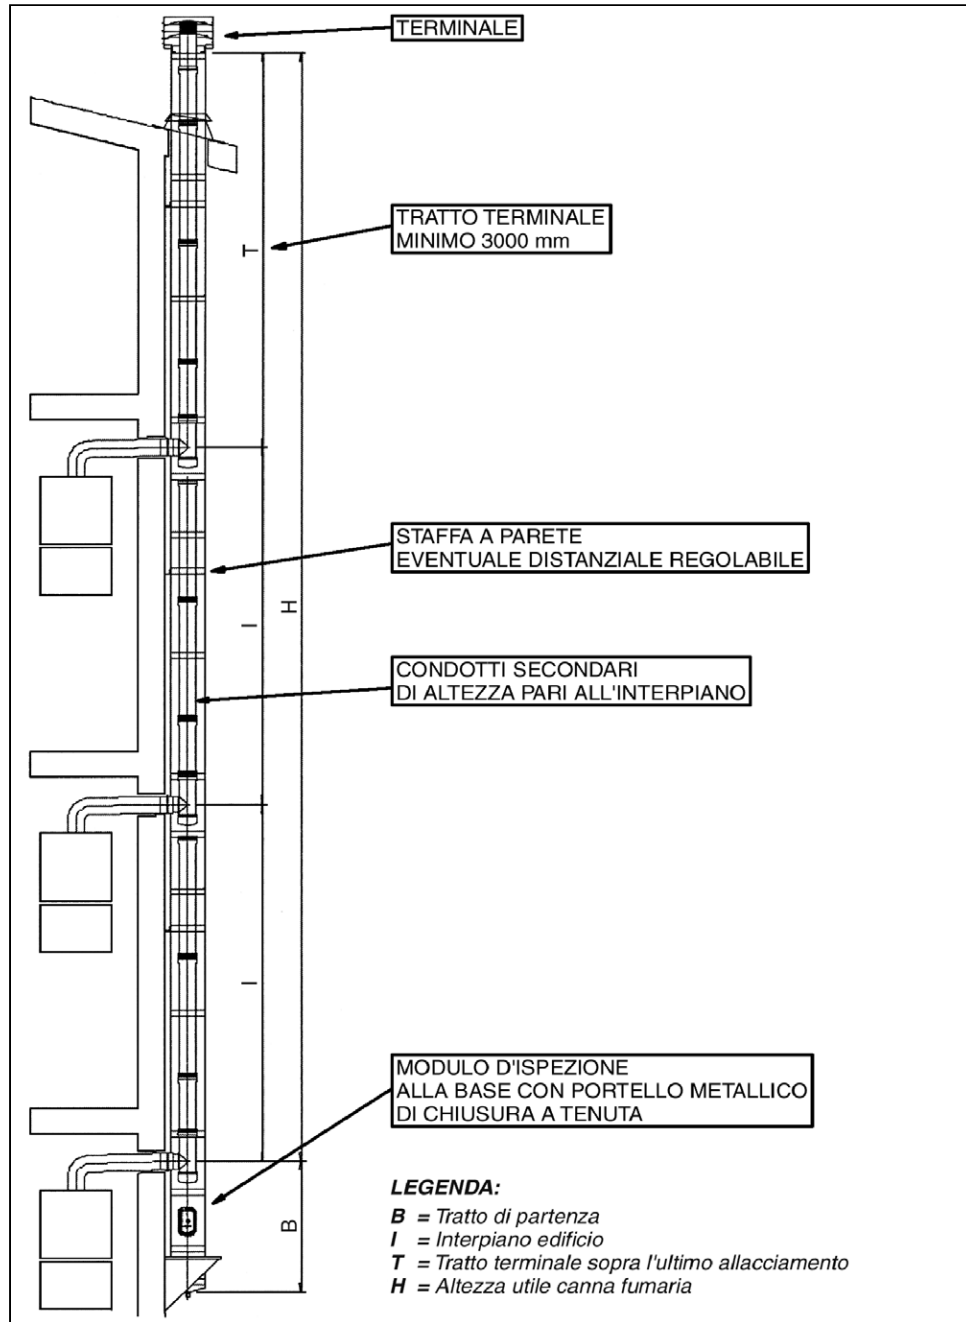 TERMINALE
TRATTO TERMINALE
MINIMO 3000 mm
T
STAFFA A PARETE
EVENTUALE DISTANZIALE REGOLABILE
H
I
CONDOTTI SECONDARI
DI ALTEZZA PARI ALL'INTERPIANO
I
MODULO D'ISPEZIONE
ALLA BASE CON PORTELLO METALLICO
DI CHIUSURA A TENUTA
B
LEGENDA:
B = Tratto di partenza
I = Interpiano edificio
T = Tratto terminale sopra l'ultimo allacciamento
H = Altezza utile canna fumaria